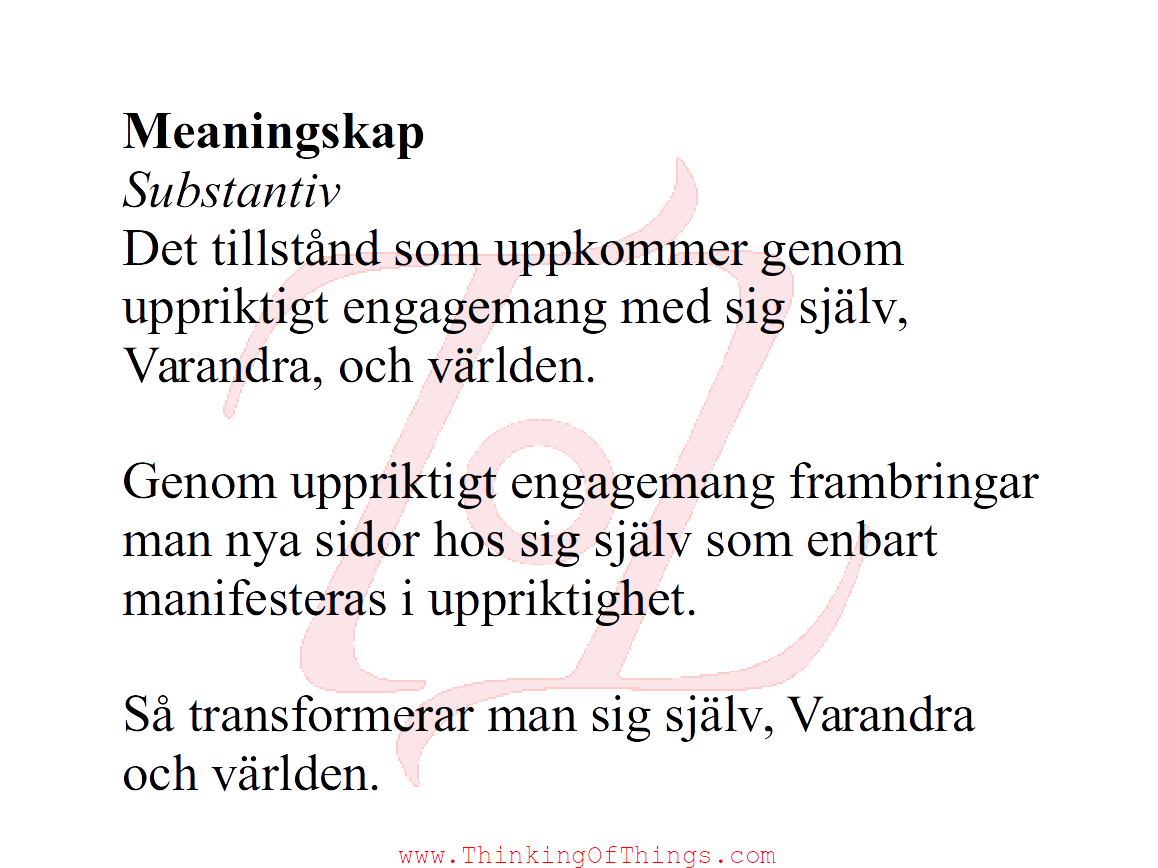 Meaningskap
Substantiv
Det tillstånd som uppkommer genom
uppriktigt engagemang med sig själv,
Varandra, och världen.
Genom uppriktigt engagemang frambringar
man nya sidor hos sig själv som enbart
manifesteras i uppriktighet.
Så transformerar man sig själv, Varandra
och världen.
www.ThinkingOfThings.com